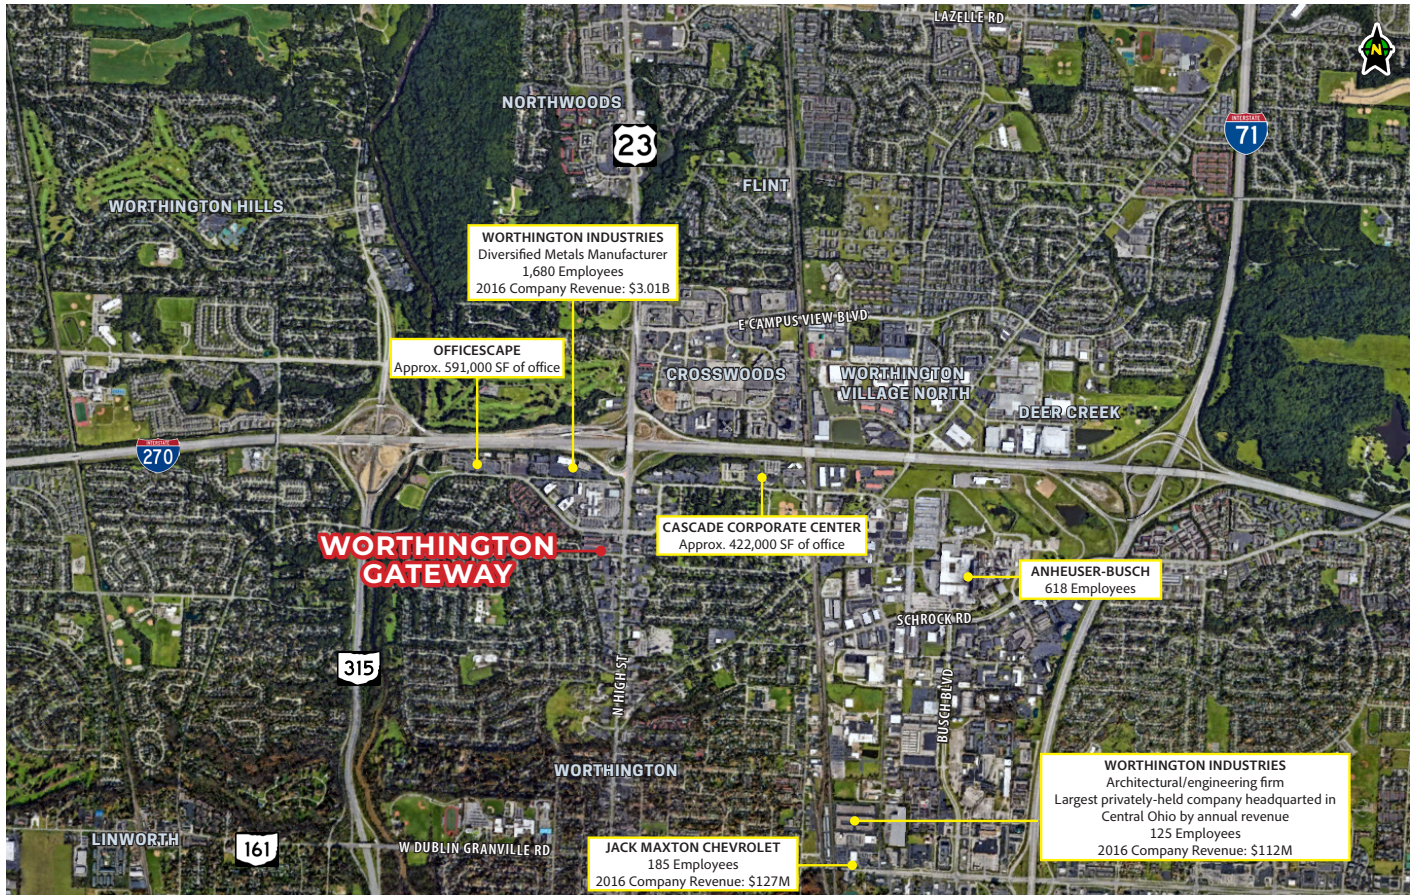 LAZELLE RD
N
NORTHWOODS
23
INTERSTATE
71
FLINT
WORTHINGTON HILLS
WORTHINGTON INDUSTRIES
Diversified Metals Manufacturer
1,680 Employees
2016 Company Revenue: $3.01B
E CAMPUS VIEW BLVD
OFFICESCAPE
Approx. 591,000 SF of office
CROSSWOODS
WORTHINGTON
VILLAGE NORTH
DEER CREEK
INTERSTATE
270
CASCADE CORPORATE CENTER
Approx. 422,000 SF of office
WORTHINGTON
GATEWAY
ANHEUSER-BUSCH
618 Employees
SCHROCK RD
315
N HIGH ST
BUSCH BLVD
WORTHINGTON
WORTHINGTON INDUSTRIES
Architectural/engineering firm
Largest privately-held company headquarted in
Central Ohio by annual revenue
125 Employees
2016 Company Revenue: $112M
LINWORTH
161
W DUBLIN GRANVILLE RD
JACK MAXTON CHEVROLET
185 Employees
2016 Company Revenue: $127M